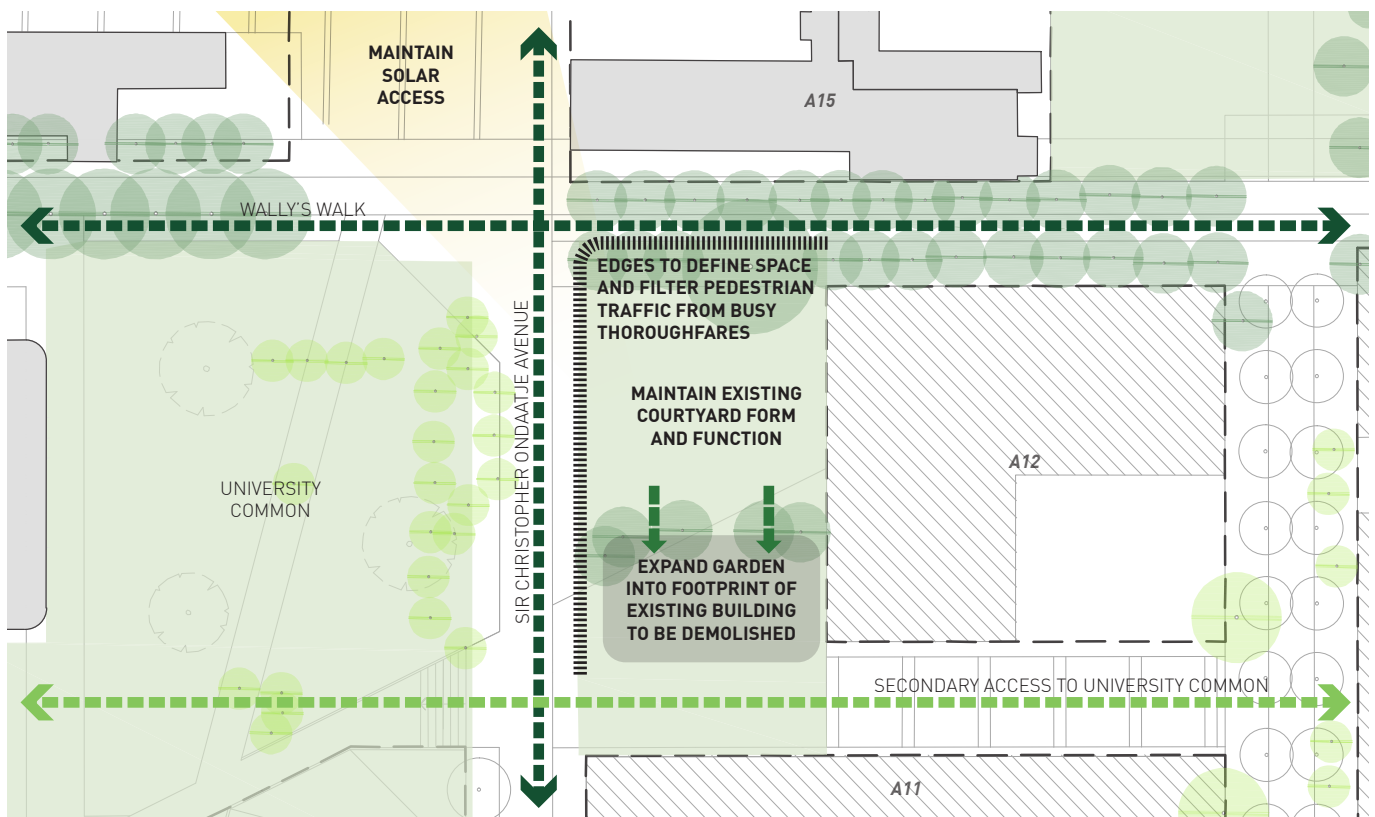 MAINTAIN
SOLAR
ACCESS
A15
WALLY'S WALK
EDGES TO DEFINE SPACE
AND FILTER PEDESTRIAN
TRAFFIC FROM BUSY
THOROUGHFARES
SIR CHRISTOPHER ONDAATJE AVENUE
MAINTAIN EXISTING
COURTYARD FORM
AND FUNCTION
A12
UNIVERSITY
COMMON
EXPAND GARDEN
INTO FOOTPRINT OF
EXISTING BUILDING
TO BE DEMOLISHED
SECONDARY ACCESS TO UNIVERSITY COMMON
A11